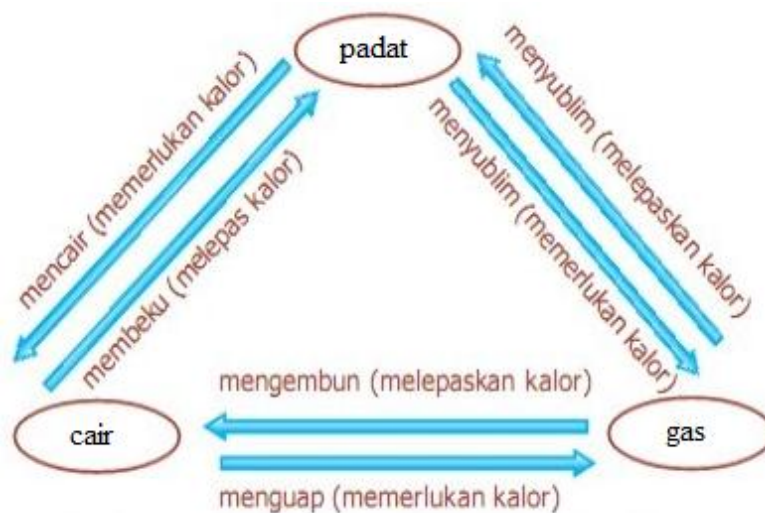 padat
mencair (memerlukan kalor)
membeku (melepas kalor)
menyublim (melepaskan kalor)
menyublim (memerlukan kalor)
mengembun (melepaskan kalor)
cair
gas
menguap (memerlukan kalor)